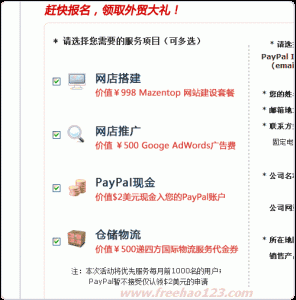 赶快报名，领取外贸大礼！
* 请选择您需要的服务项目（可多选）
网店搭建
价值￥998 Mazentop 网站建设套餐
网店推广
价值 ￥500 Googe AdWords广告费
PayPal现金
价值$2美元现金入您的PayPal账户
仓储物流
价值￥500递四方国际物流服务代金券
注：本次活动将优先服务每月前1000名的用户；
PayPal暂不接受仅认领$2美元的申请
* 请
PayPal I
(emai
* 您的姓
* 邮箱地
* 联系方
固定电
* 公司名
公司网
* 所在地
销售产
www.freehao123.com